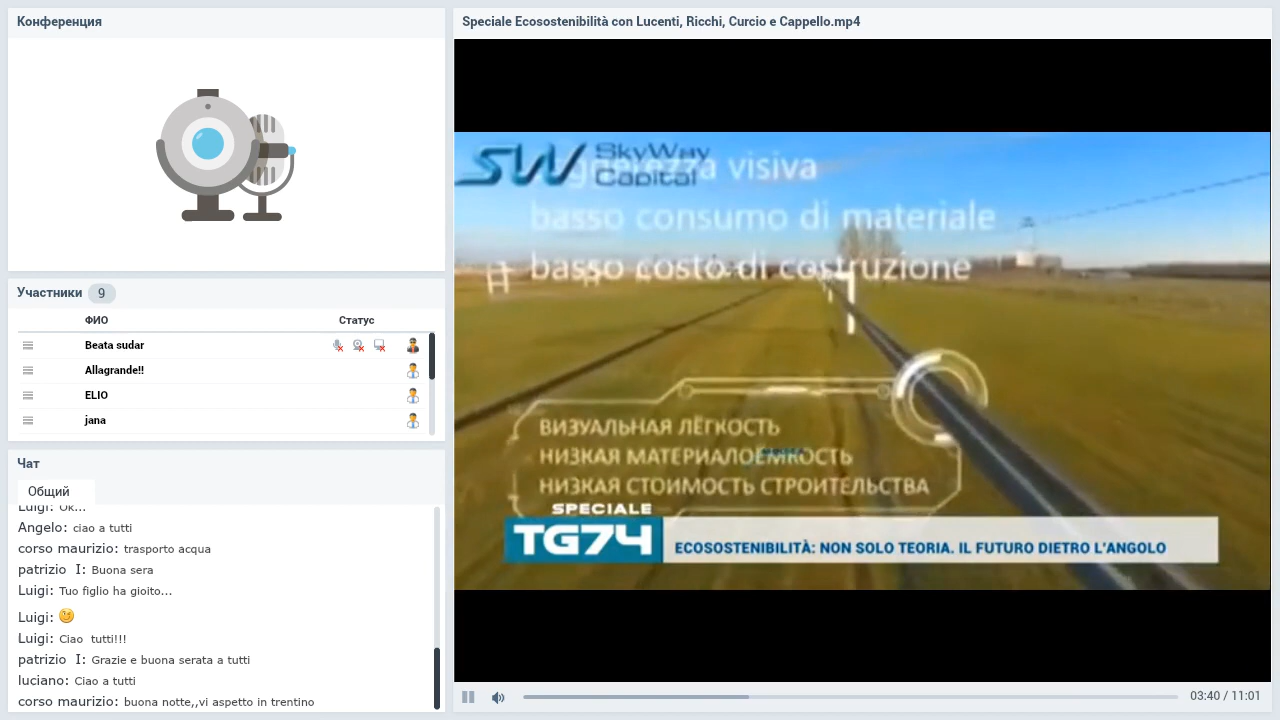 Конференция
Speciale Ecosostenibilità con Lucenti, Ricchi, Curcio e Cappello.mp4
SW SkyWay Capital
visiva
basso consumo di materiale
basso costo di costruzione
ВИЗУАЛЬНАЯ ЛЁГКОСТЬ
НИЗКАЯ МАТЕРИАЛОЁМКОСТЬ
НИЗКАЯ СТОИМОСТЬ СТРОИТЕЛЬСТВА
SPECIALE
TG74
ECOSOSTENIBILITÀ: NON SOLO TEORIA. IL FUTURO DIETRO L'ANGOLO
03:40 / 11:01
Участники 9
ФИО Статус
Beata sudar
Allagrande!!
ELIO
jana
Чат
Общий
Luigi: Ok...
Angelo: ciao a tutti
corso maurizio: trasporto acqua
patrizio I: Buona sera
Luigi: Tuo figlio ha gioito...
Luigi:
Luigi: Ciao tutti!!!
patrizio I: Grazie e buona serata a tutti
luciano: Ciao a tutti
corso maurizio: buona notte,,vi aspetto in trentino